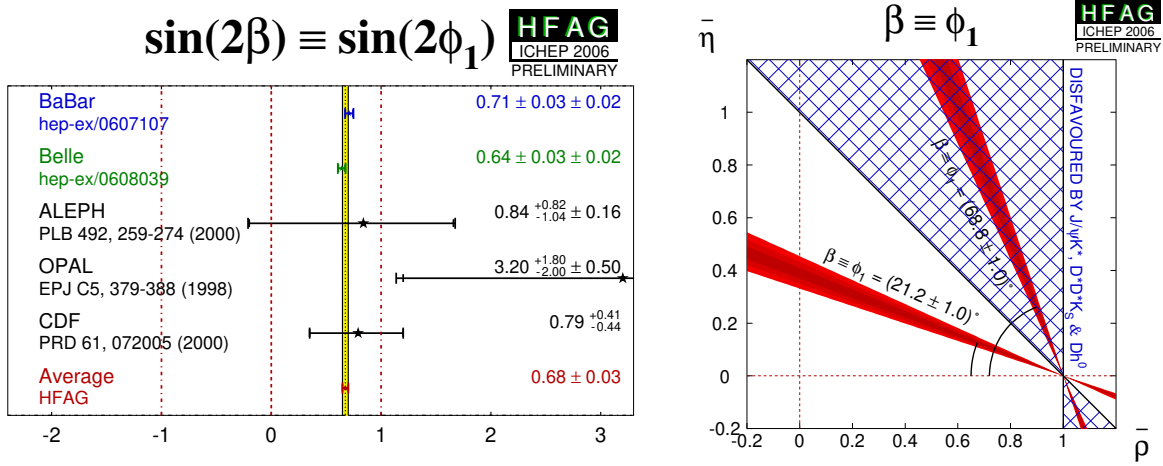 sin(2β) ≡ sin(2ϕ1)
HFAG
ICHEP 2006
PRELIMINARY
BaBar
hep-ex/0607107
0.71 ± 0.03 ± 0.02
Belle
hep-ex/0608039
0.64 ± 0.03 ± 0.02
ALEPH
PLB 492, 259-274 (2000)
0.84 +0.82 -1.04 ± 0.16
OPAL
EPJ C5, 379-388 (1998)
3.20 +1.80 -2.00 ± 0.50
CDF
PRD 61, 072005 (2000)
0.79 +0.41 -0.44
Average
HFAG
0.68 ± 0.03
-2 -1 0 1 2 3
β ≡ ϕ1
HFAG
ICHEP 2006
PRELIMINARY
η̄
1
0.8
0.6
0.4
0.2
0
-0.2
β ≡ ϕ1 = (68.8 ± 1.0)°
β ≡ ϕ1 = (21.2 ± 1.0)°
DISFAVOURED BY J/ψK*, D*D*KS & Dh0
-0.2 0 0.2 0.4 0.6 0.8 1
ρ̄